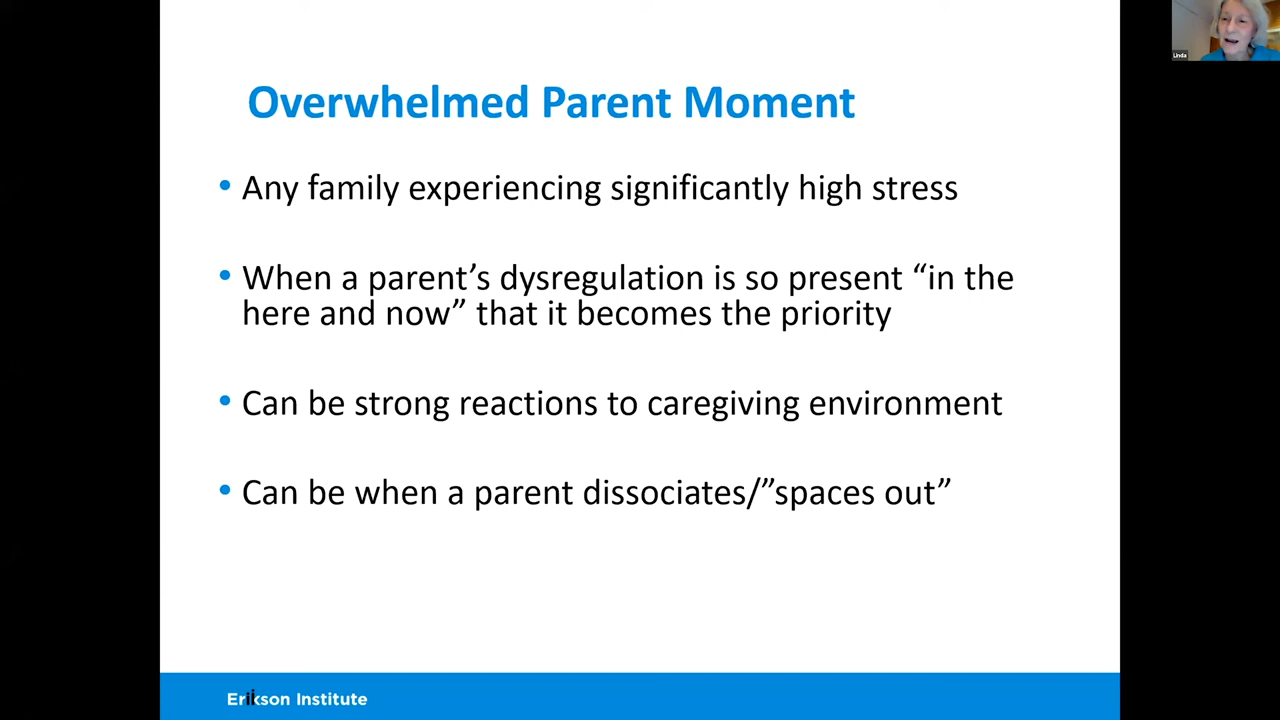 Overwhelmed Parent Moment
• Any family experiencing significantly high stress
• When a parent’s dysregulation is so present “in the
here and now” that it becomes the priority
• Can be strong reactions to caregiving environment
• Can be when a parent dissociates/”spaces out”
Erikson Institute
Linda